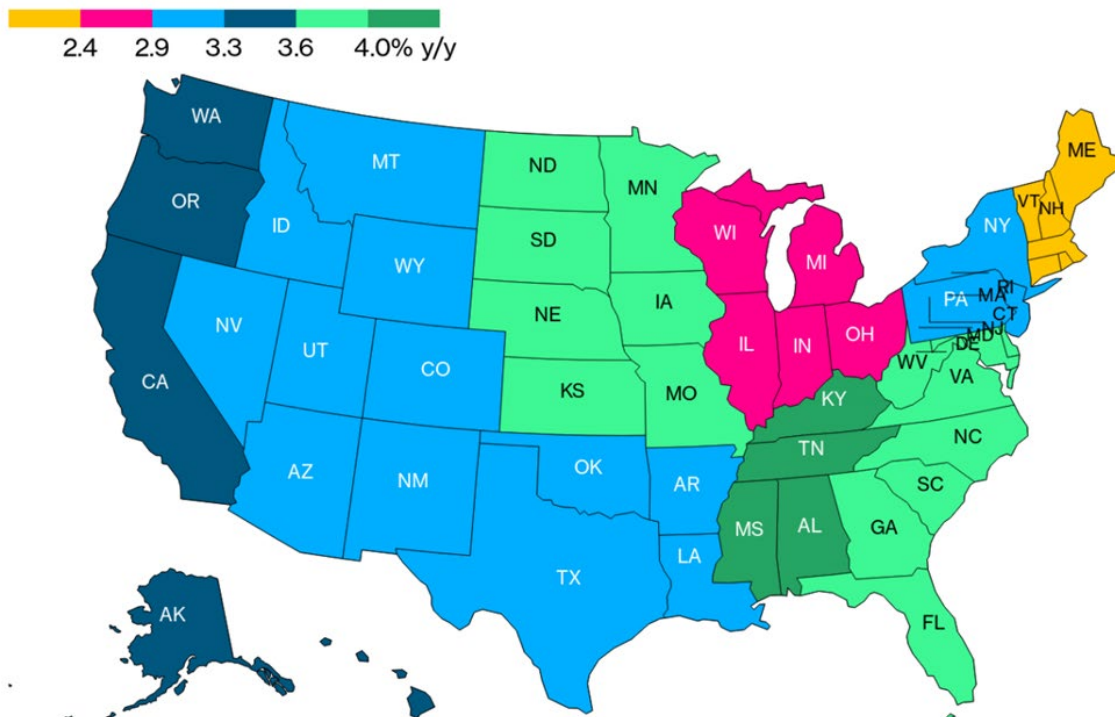 2.4 2.9 3.3 3.6 4.0% y/y
WA
ME
MT
ND
MN
VT
NH
OR
ID
NY
WI
SD
WY
MI
RI
MA
PA
IA
CT
NE
NV
NJ
MD
OH
DE
IL
IN
UT
CO
WV
VA
CA
KS
MO
KY
NC
TN
OK
AZ
NM
AR
SC
MS
AL
GA
LA
TX
AK
FL